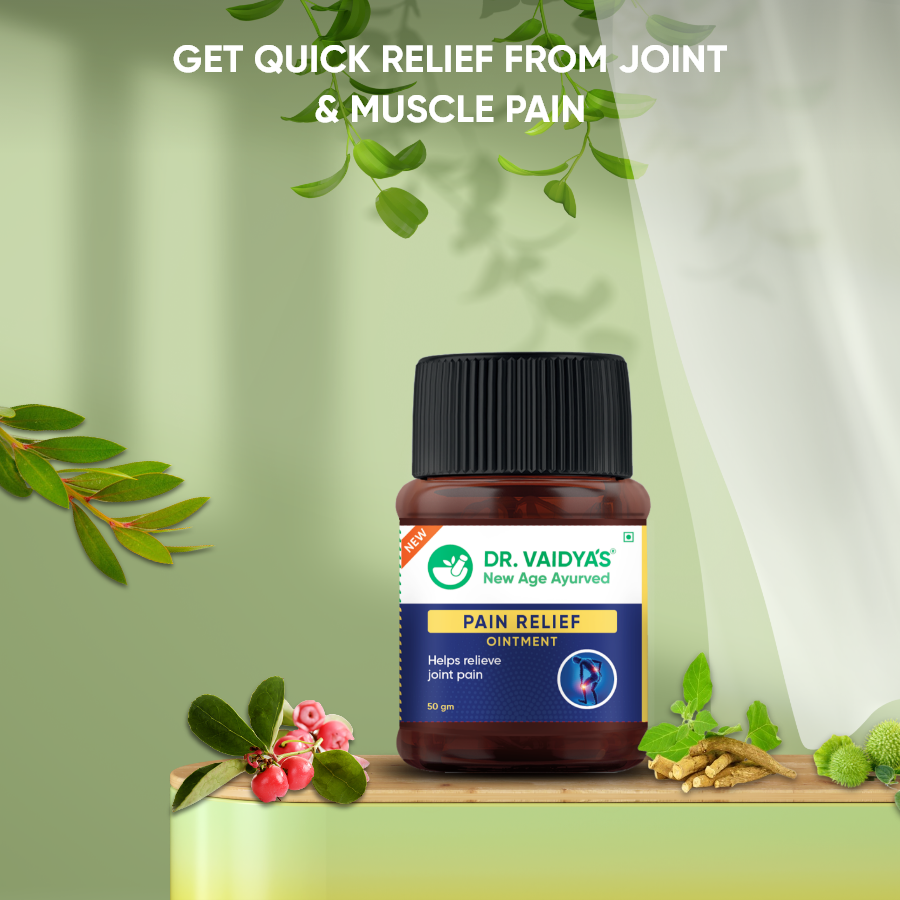 GET QUICK RELIEF FROM JOINT
& MUSCLE PAIN
NEW
DR. VAIDYA'S®
New Age Ayurved
PAIN RELIEF
OINTMENT
Helps relieve
joint pain
50 gm